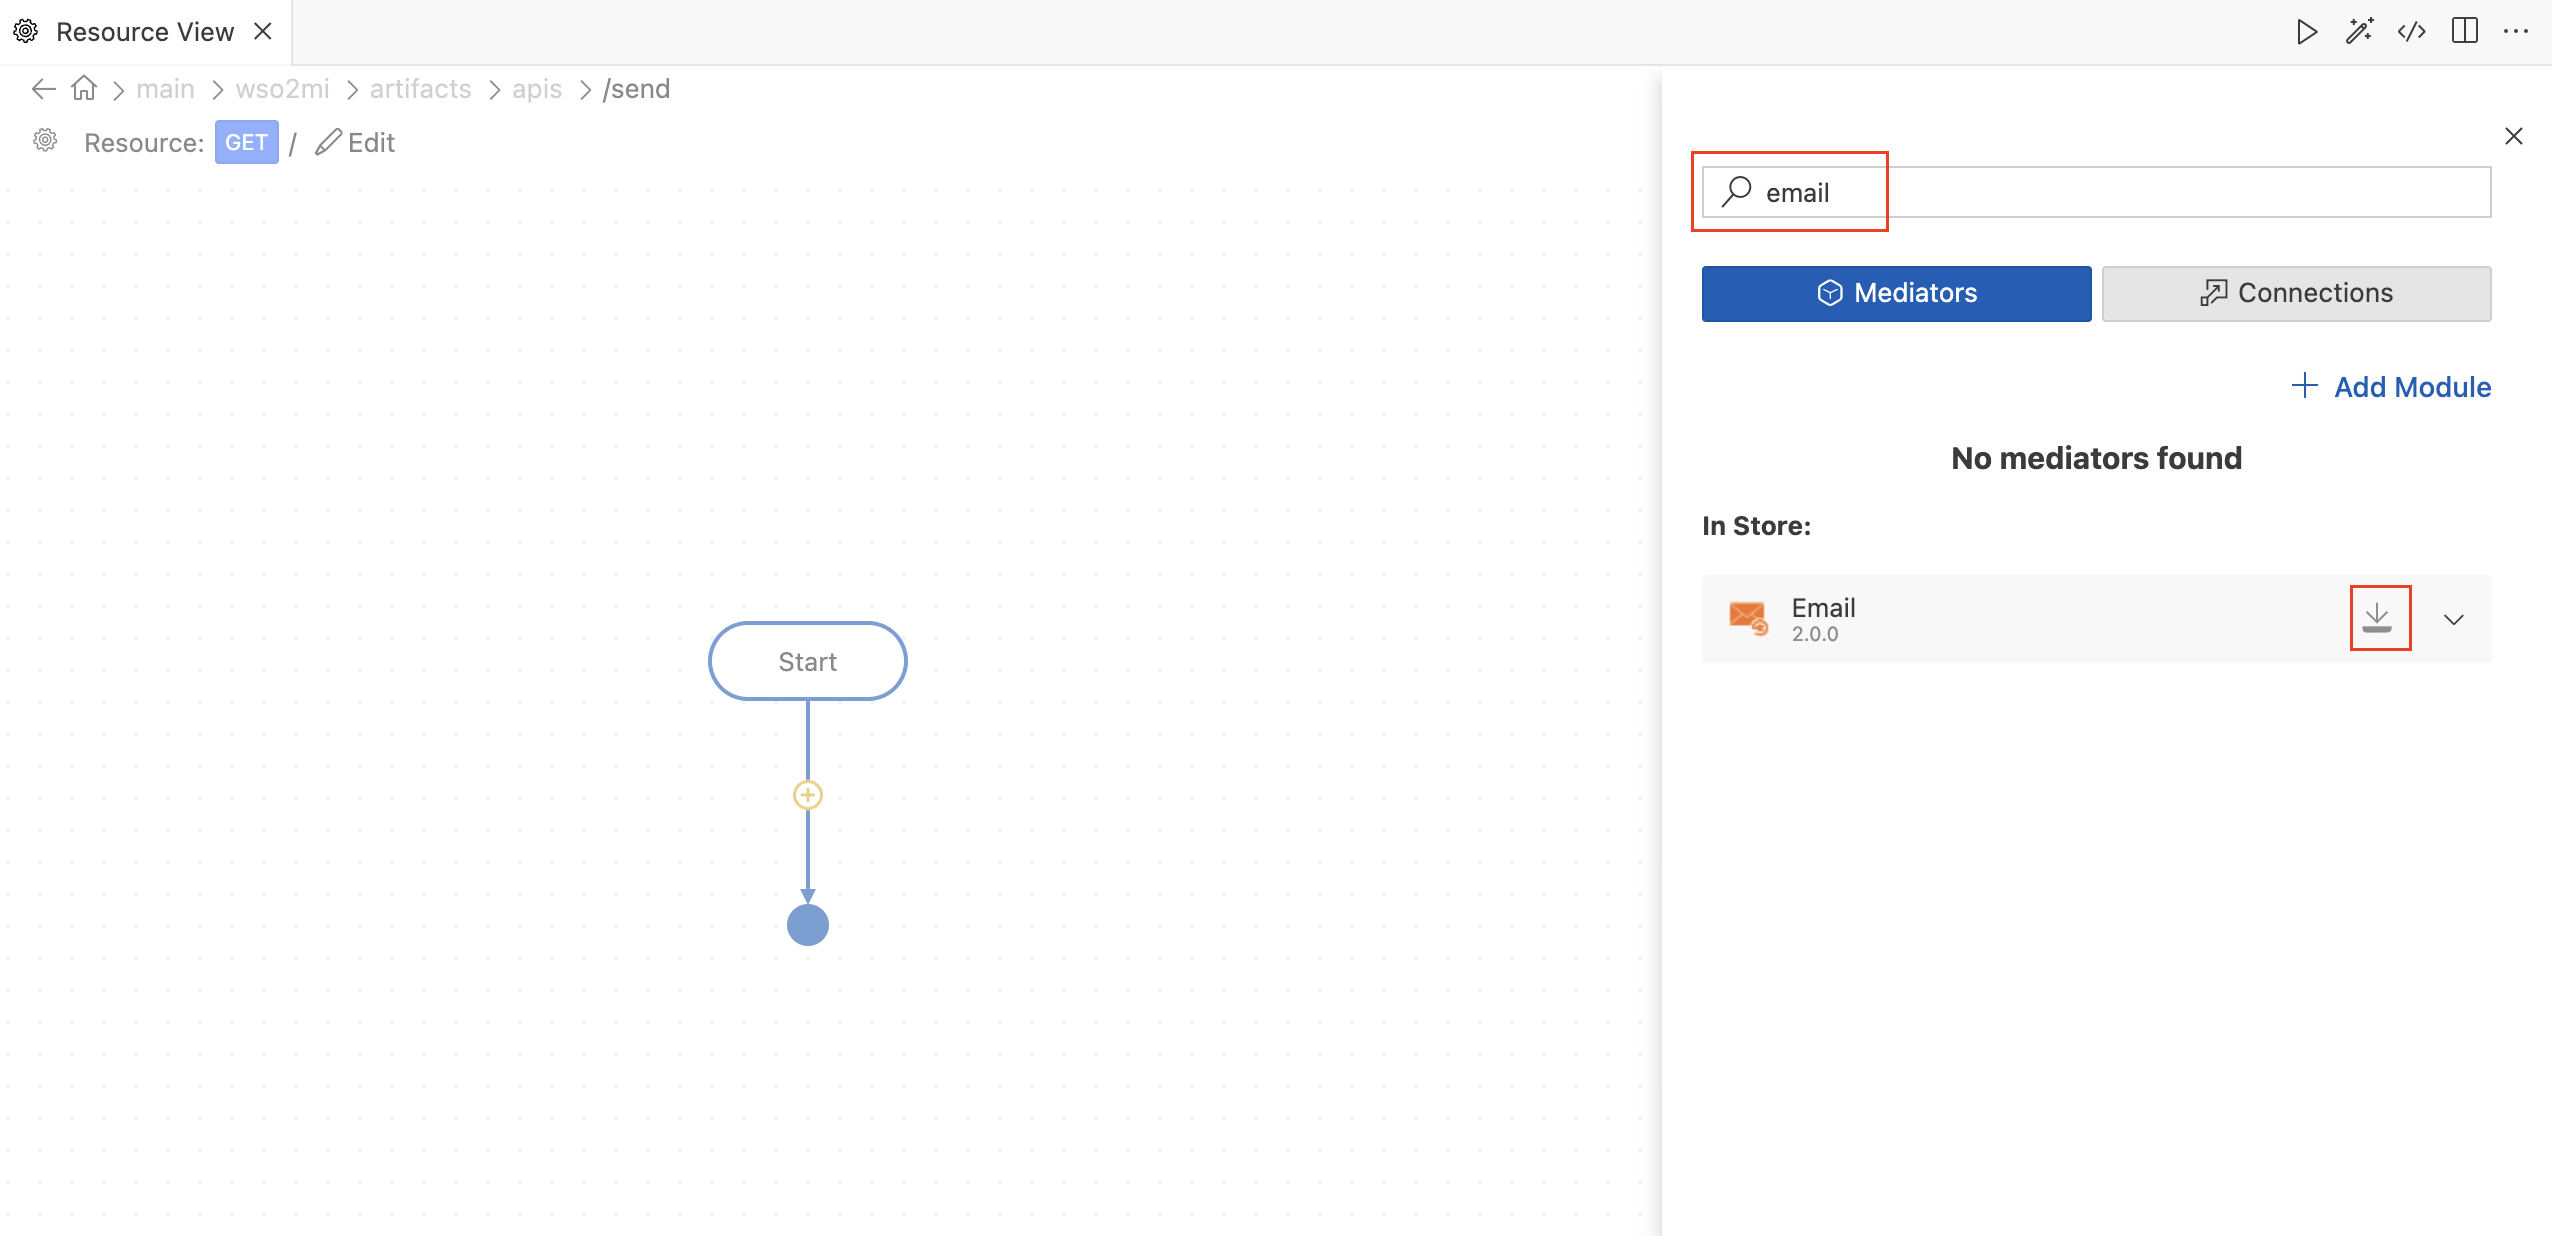 Resource View
main wso2mi artifacts apis /send
Resource: GET / Edit
email
Mediators
Connections
+ Add Module
No mediators found
In Store:
Email
2.0.0
Start